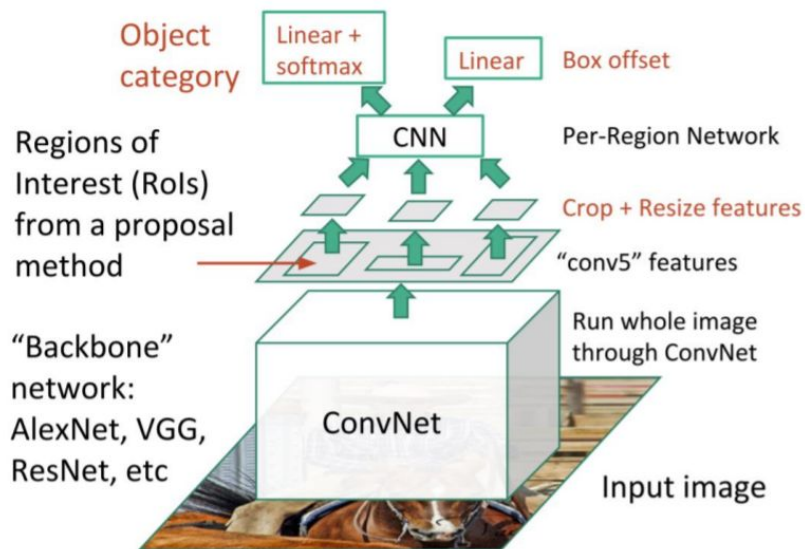 Object
category
Linear +
softmax
Linear
Box offset
CNN
Per-Region Network
Regions of
Interest (RoIs)
from a proposal
method
Crop + Resize features
“conv5” features
Run whole image
through ConvNet
“Backbone”
network:
AlexNet, VGG,
ResNet, etc
ConvNet
Input image